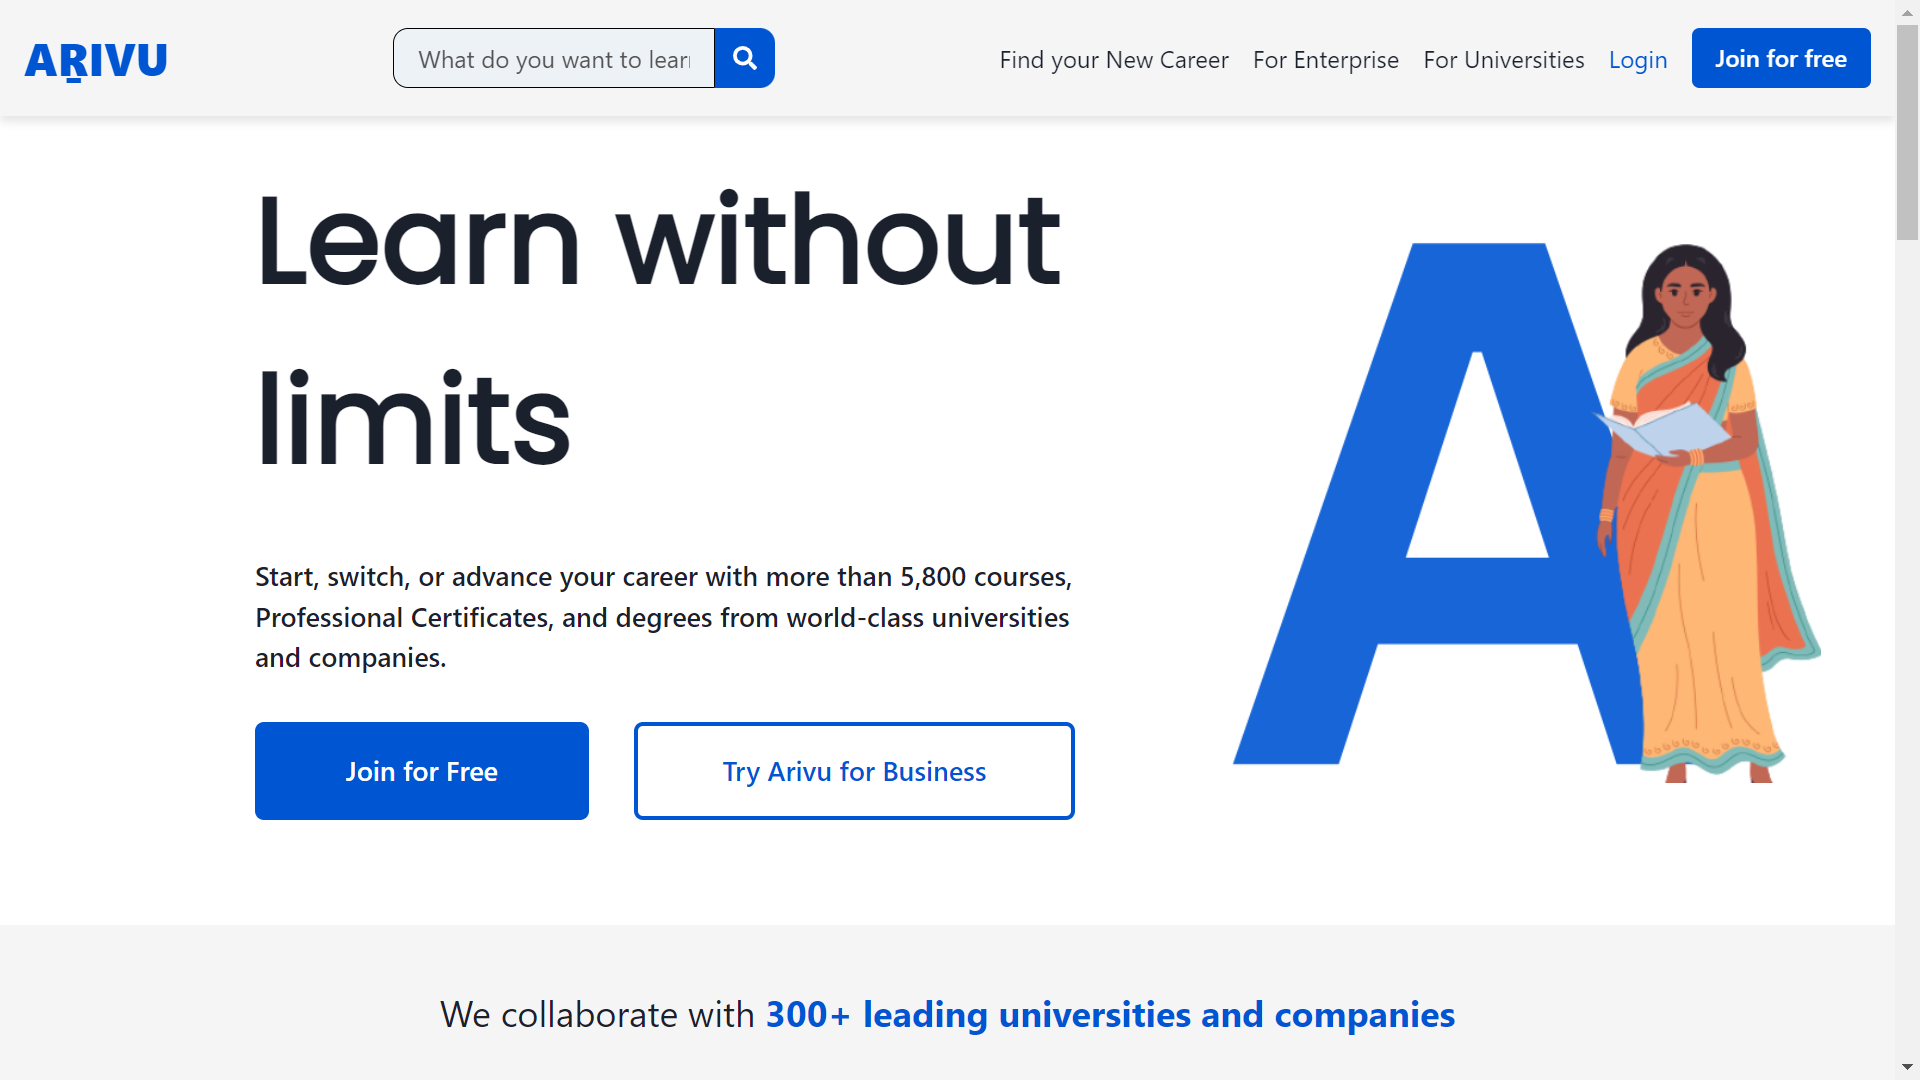 AṞIVU
What do you want to lear
Find your New Career
For Enterprise
For Universities
Login
Join for free
Learn without
limits
Start, switch, or advance your career with more than 5,800 courses,
Professional Certificates, and degrees from world-class universities
and companies.
Join for Free
Try Arivu for Business
A
We collaborate with 300+ leading universities and companies